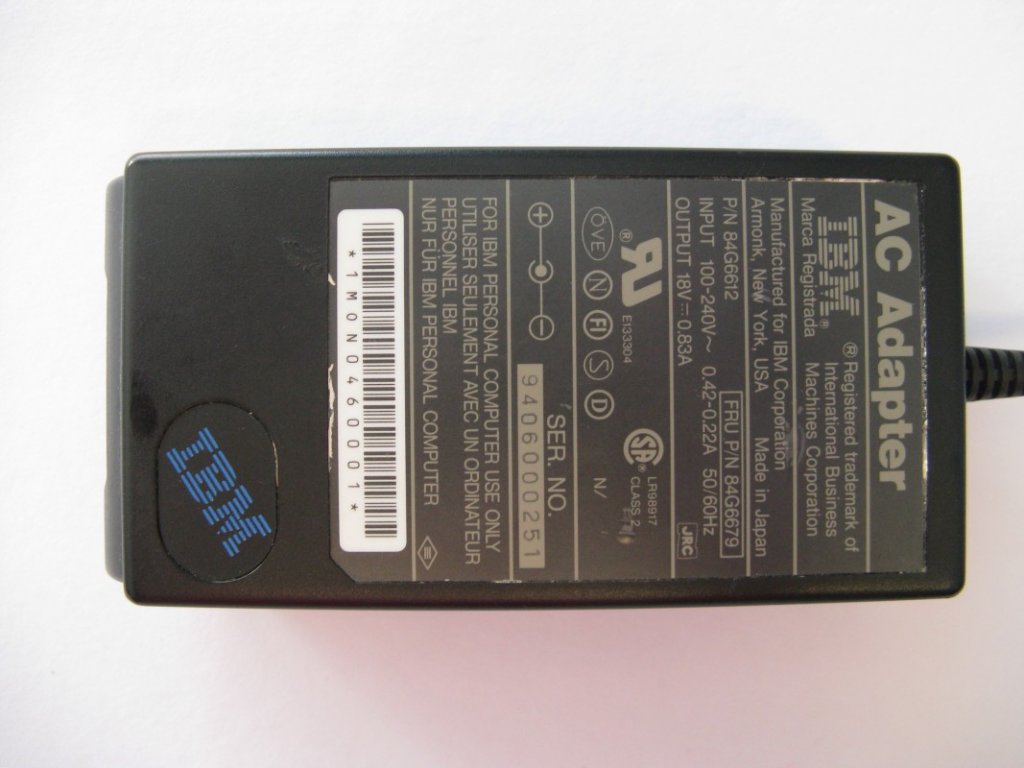 AC Adapter
IBM®
® Registered trademark of
International Business
Machines Corporation
Marca Registrada
Manufactured for IBM Corporation
Armonk, New York, USA Made in Japan
P/N 84G6612 FRU P/N 84G6679
INPUT 100-240V~ 0.42-0.22A 50/60Hz
OUTPUT 18V⎓0.83A JRC
® E133304
LR98917
CLASS 2
ÖVE N FI S D N/
SER. NO.
94060000251
FOR IBM PERSONAL COMPUTER USE ONLY
UTILISER SEULEMENT AVEC UN ORDINATEUR
PERSONNEL IBM
NUR FÜR IBM PERSONAL COMPUTER
*1M0N0460001*
IBM